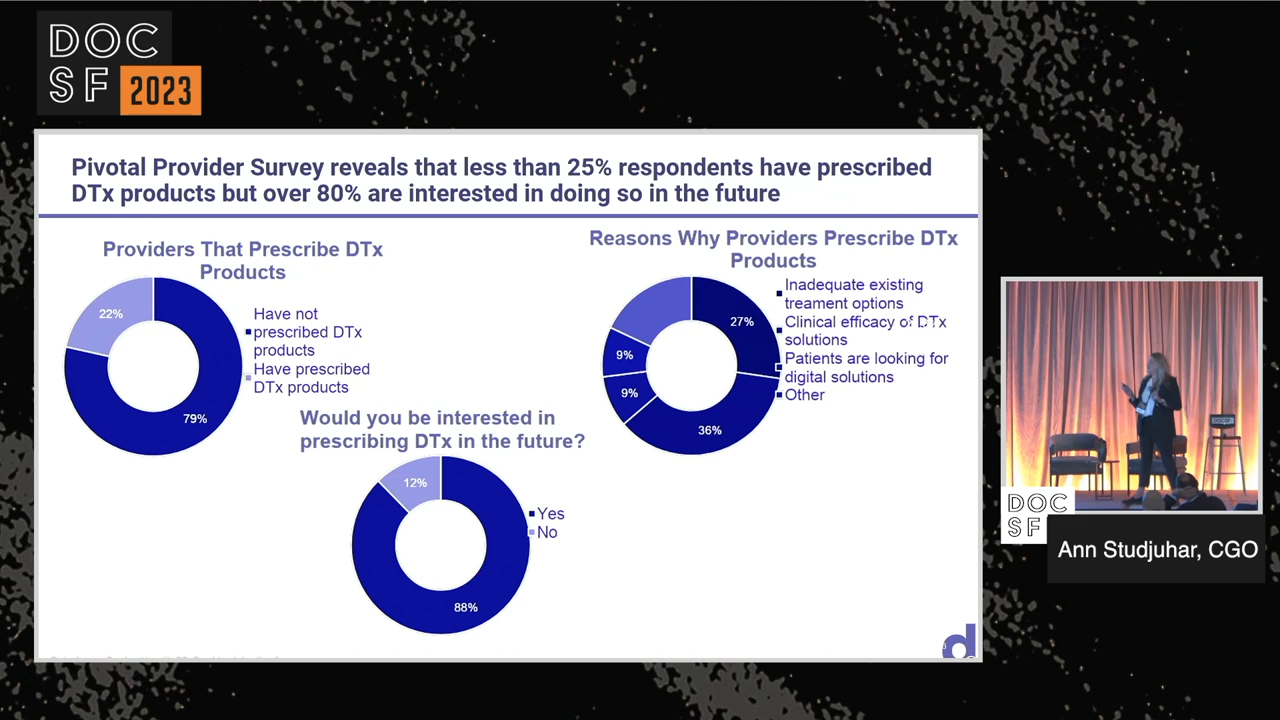 DOC
SF 2023
Pivotal Provider Survey reveals that less than 25% respondents have prescribed
DTx products but over 80% are interested in doing so in the future
Providers That Prescribe DTx
Products
22%
79%
Have not
prescribed DTx
products
Have prescribed
DTx products
Reasons Why Providers Prescribe DTx
Products
27%
9%
9%
36%
Inadequate existing
treament options
Clinical efficacy of DTx
solutions
Patients are looking for
digital solutions
Other
Would you be interested in
prescribing DTx in the future?
12%
88%
Yes
No
d
DOC
SF
Ann Studjuhar, CGO